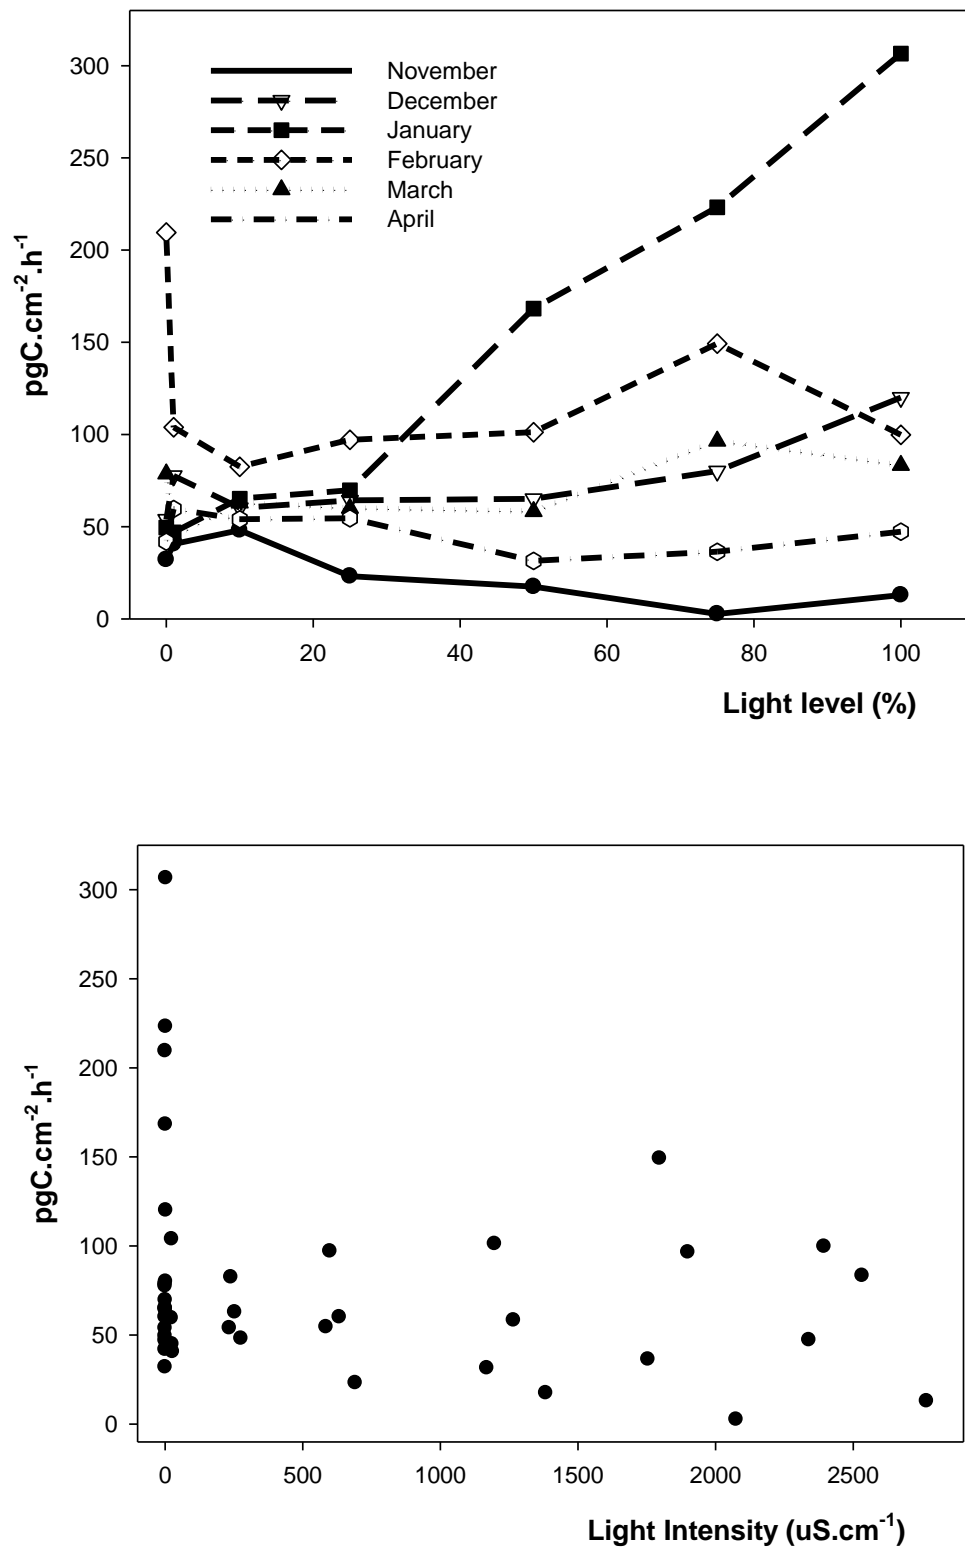 300
250
200
150
100
50
0
pgC.cm⁻².h⁻¹
November
December
January
February
March
April
0 20 40 60 80 100
Light level (%)
300
250
200
150
100
50
0
pgC.cm⁻².h⁻¹
0 500 1000 1500 2000 2500
Light Intensity (uS.cm⁻¹)